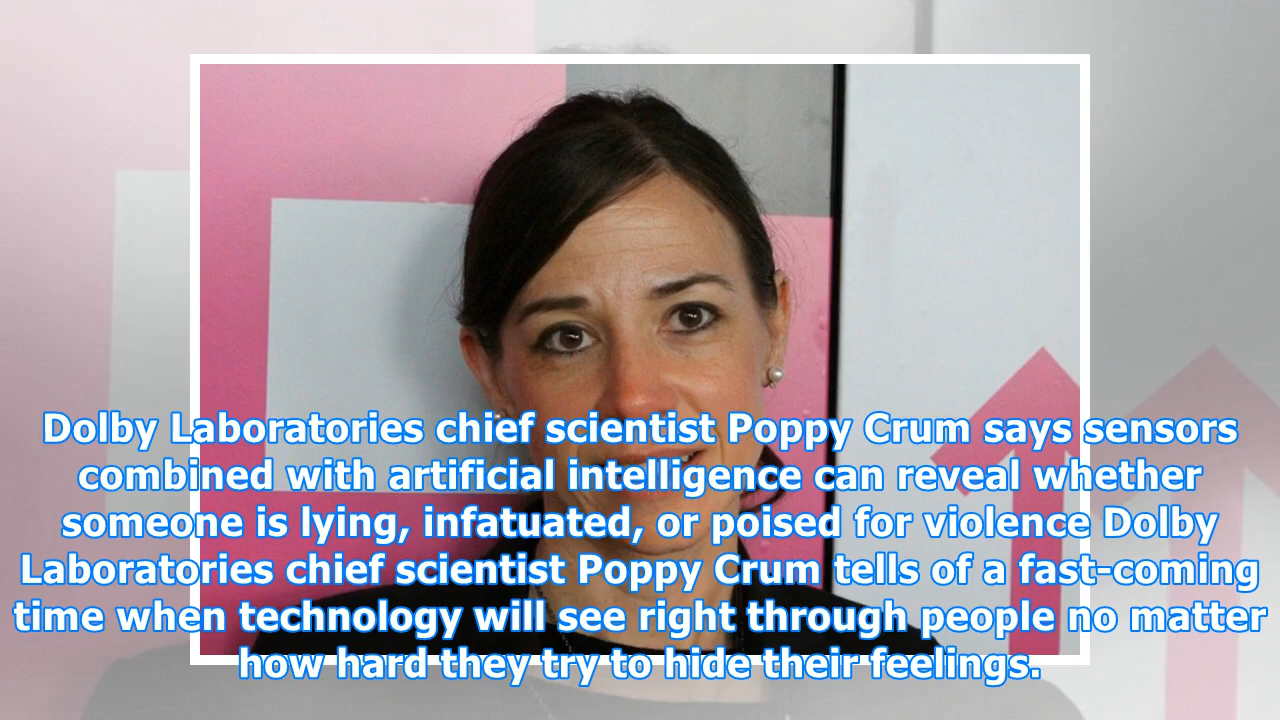 Dolby Laboratories chief scientist Poppy Crum says sensors
combined with artificial intelligence can reveal whether
someone is lying, infatuated, or poised for violence Dolby
Laboratories chief scientist Poppy Crum tells of a fast-coming
time when technology will see right through people no matter
how hard they try to hide their feelings.